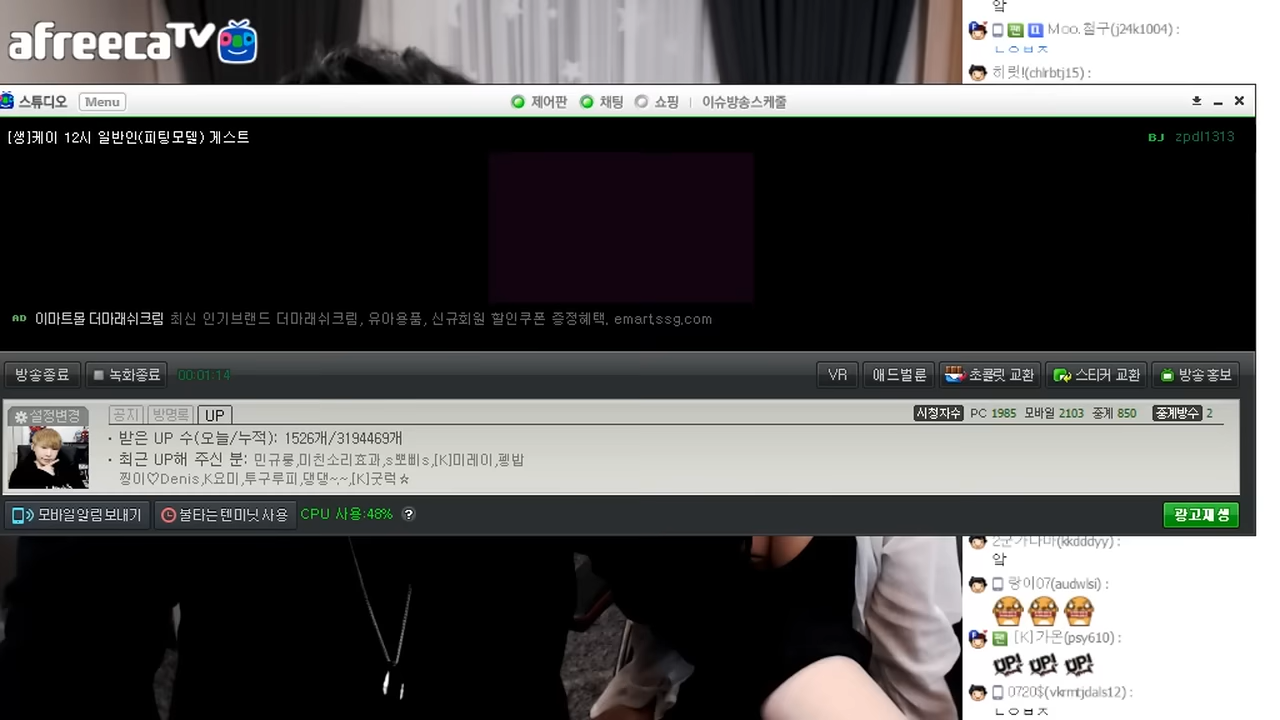 앞
afreecaTV
Moo.철구(j24k1004) :
ㄴㅇㅂㅈ
히릿!(chlrbtj15) :
스튜디오 Menu 제어판 채팅 쇼핑 | 이슈방송스케줄
[생]케이 12시 일반인(피팅모델) 게스트
BJ zpdl1313
AD 이마트몰 더마래쉬크림 최신 인기브랜드 더마래쉬크림, 유아용품, 신규회원 할인쿠폰 증정혜택. emart.ssg.com
방송종료 녹화종료 00:01:14 VR 애드벌룬 초콜릿 교환 스티커 교환 방송홍보
설정변경 공지 방명록 UP 시청자수 PC 1985 모바일 2103 중계 850 중계방수 2
· 받은 UP 수(오늘/누적): 1526개/3194469개
· 최근 UP해 주신 분: 민규룽,미친소리효과,s뽀삐s,[K]미레이,펭밥
찡이♡Denis,K요미,투구루피,댕댕~,~,[K]굿럭☆
모바일알림보내기 불타는텐미닛사용 CPU 사용:48% ? 광고재생
2군가다마(kkdddyy) :
앞
랑이07(audwlsi) :
[K]가온(psy610) :
UP! UP! UP!
0720$(vkrmtjdals12) :
ㄴㅇㅂㅈ